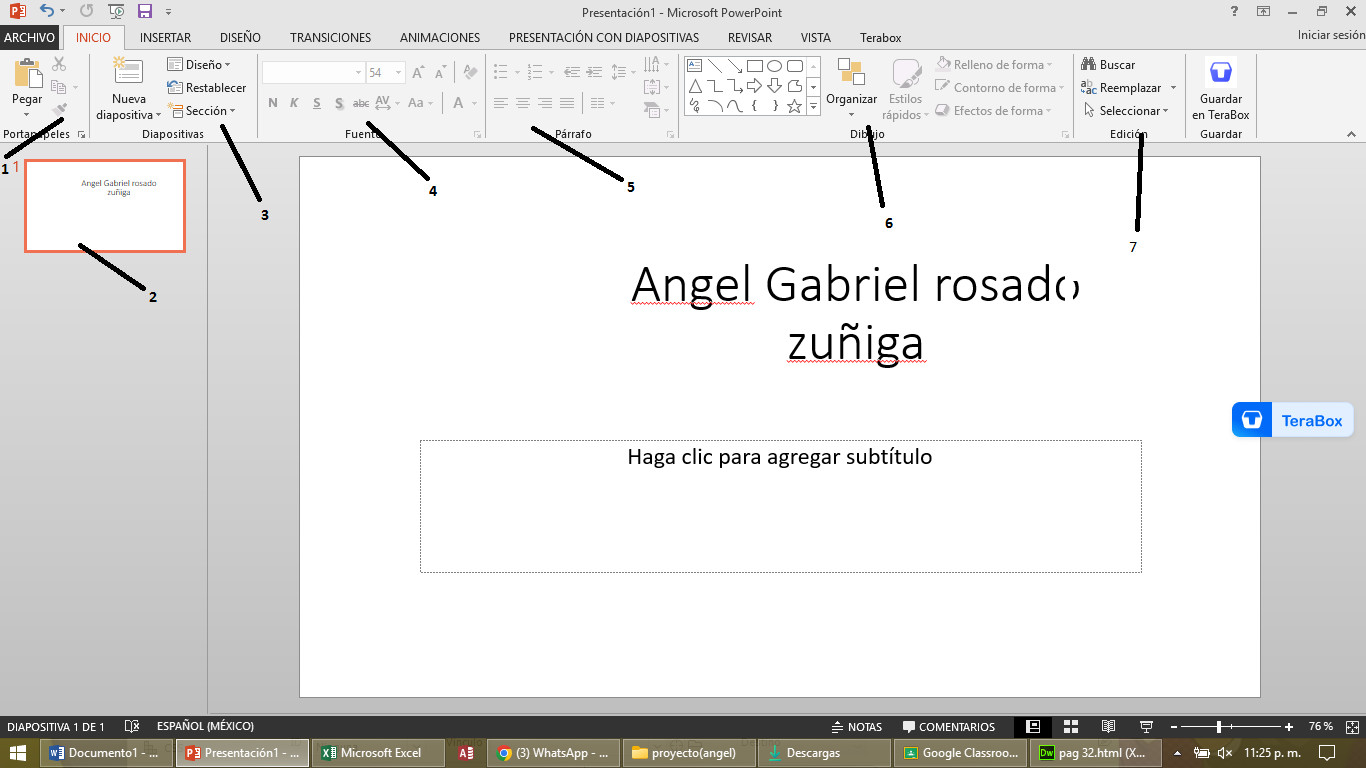 Presentación1 - Microsoft PowerPoint
ARCHIVO INICIO INSERTAR DISEÑO TRANSICIONES ANIMACIONES PRESENTACIÓN CON DIAPOSITIVAS REVISAR VISTA Terabox Iniciar sesión
Pegar
Nueva
diapositiva
Diseño
Restablecer
Sección
54
N K S S abc AV Aa A
Organizar
Estilos
rápidos
Relleno de forma
Contorno de forma
Efectos de forma
Buscar
Reemplazar
Seleccionar
Guardar
en TeraBox
Portapapeles Diapositivas Fuente Párrafo Dibujo Edición Guardar
1
1
Angel Gabriel rosado
zuñiga
2
3
4
5
6
7
Angel Gabriel rosado
zuñiga
Haga clic para agregar subtítulo
TeraBox
DIAPOSITIVA 1 DE 1 ESPAÑOL (MÉXICO) NOTAS COMENTARIOS 76 %
Documento1 - ... Presentación1 - ... Microsoft Excel (3) WhatsApp - ... proyecto(angel) Descargas Google Classroo... pag 32.html (X... 11:25 p. m.